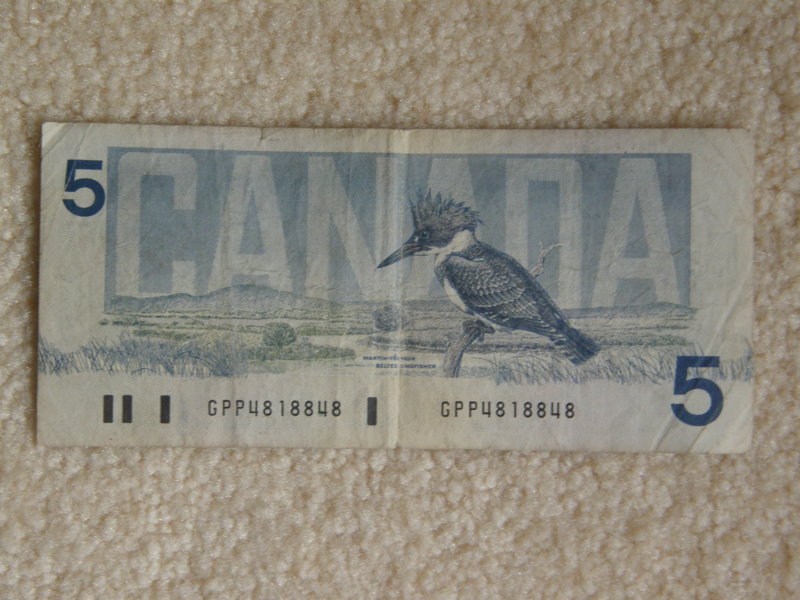 5
CANADA
MARTIN-PÊCHEUR
BELTED KINGFISHER
GPP4818848
GPP4818848
5